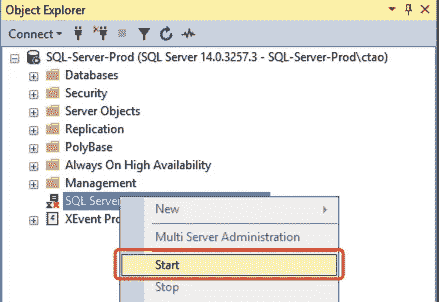 Object Explorer
Connect
SQL-Server-Prod (SQL Server 14.0.3257.3 - SQL-Server-Prod\ctao)
Databases
Security
Server Objects
Replication
PolyBase
Always On High Availability
Management
SQL Server
XEvent Pro
New
Multi Server Administration
Start
Stop